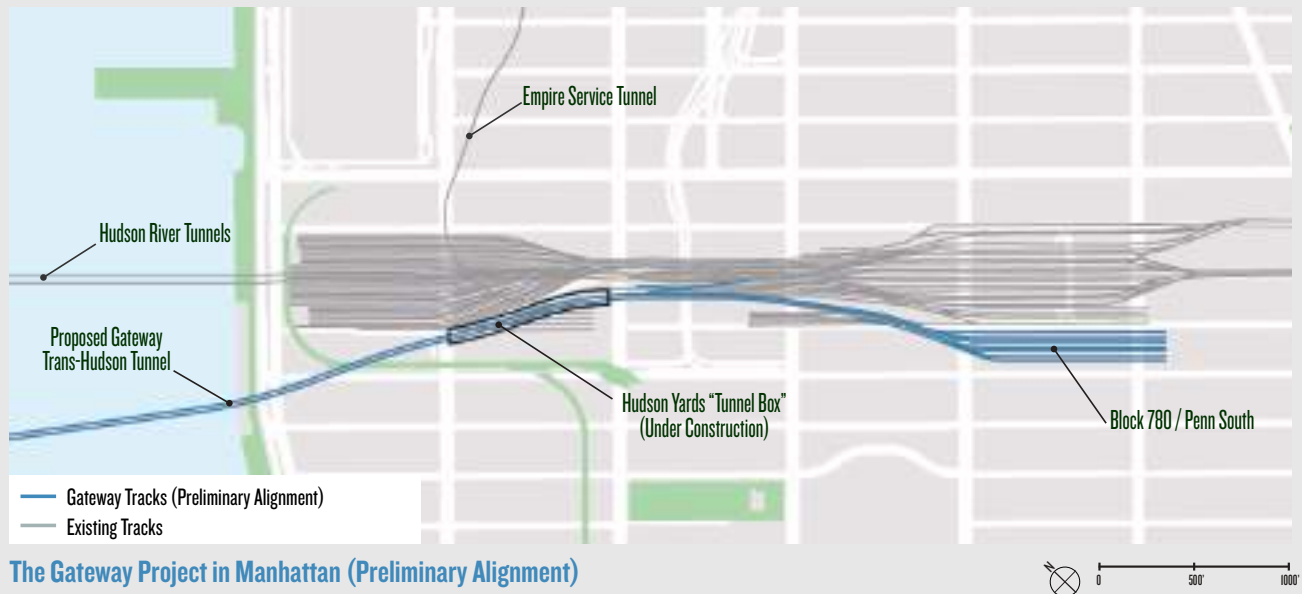 Empire Service Tunnel
Hudson River Tunnels
Proposed Gateway
Trans-Hudson Tunnel
Hudson Yards “Tunnel Box”
(Under Construction)
Block 780 / Penn South
Gateway Tracks (Preliminary Alignment)
Existing Tracks
The Gateway Project in Manhattan (Preliminary Alignment)
N
0 500' 1000'